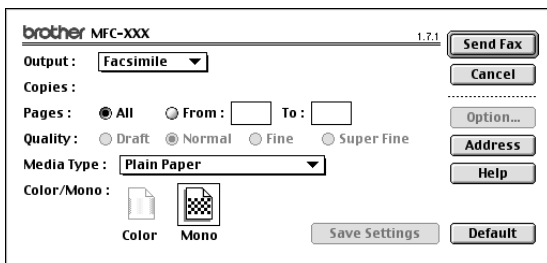 brother MFC-XXX 1.7.1
Send Fax
Output : Facsimile
Cancel
Copies :
Pages : All From : To :
Option...
Quality : Draft Normal Fine Super Fine
Address
Media Type : Plain Paper
Help
Color/Mono :
Color Mono
Save Settings
Default